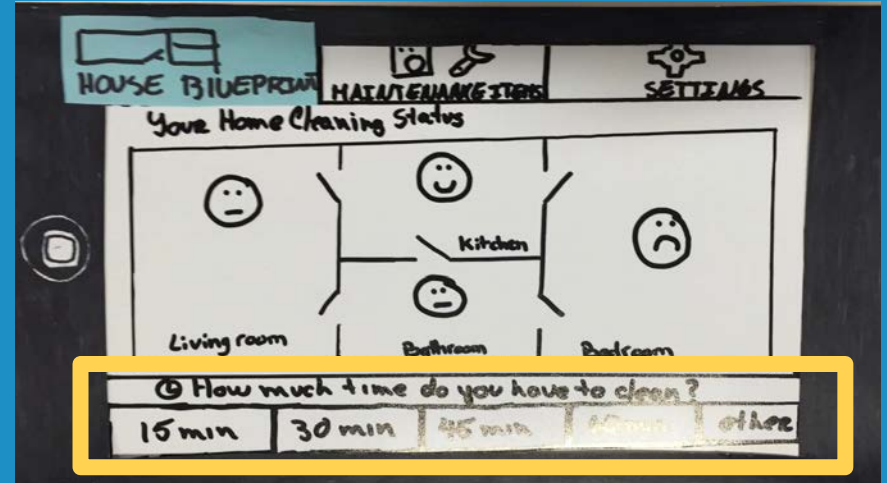 HOUSE BLUEPRINT
MAINTENANCE ITEMS
SETTINGS
Your Home Cleaning Status
Kitchen
Living room
Bathroom
Bedroom
How much time do you have to clean?
15 min
30 min
45 min
other